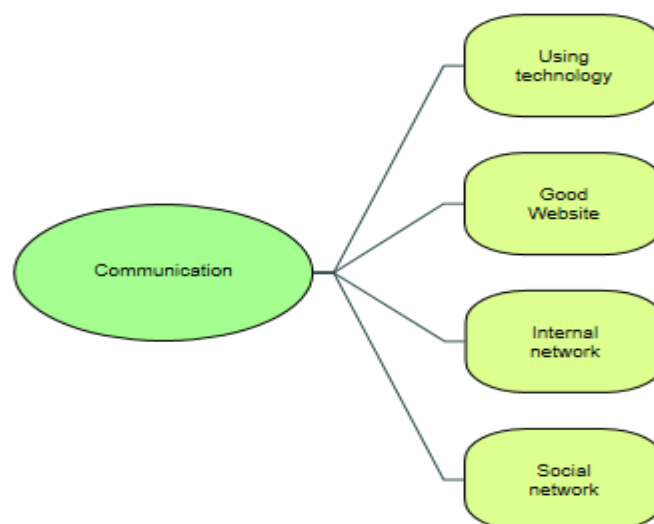 Using
technology
Good
Website
Communication
Internal
network
Social
network